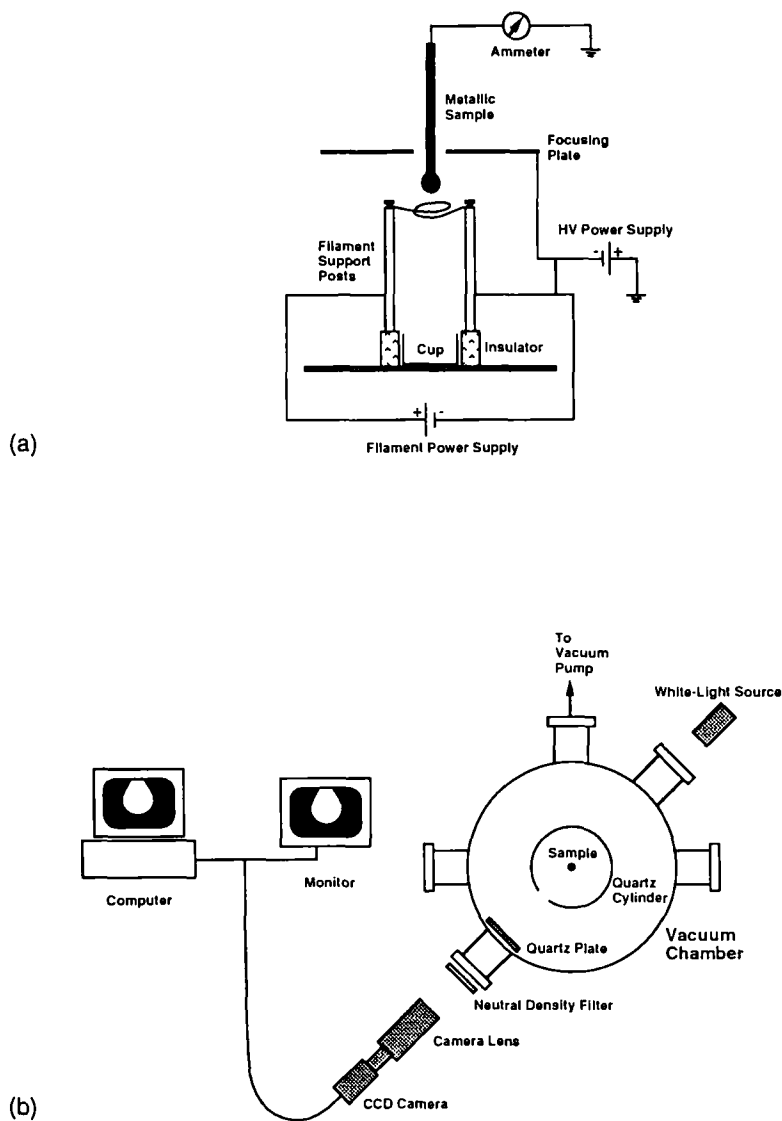 Ammeter
Metallic
Sample
Focusing
Plate
HV Power Supply
- +
Filament
Support
Posts
Cup
Insulator
+ -
Filament Power Supply
(a)
To
Vacuum
Pump
White-Light Source
Sample
Quartz
Cylinder
Computer
Monitor
Vacuum
Chamber
Quartz Plate
Neutral Density Filter
Camera Lens
CCD Camera
(b)